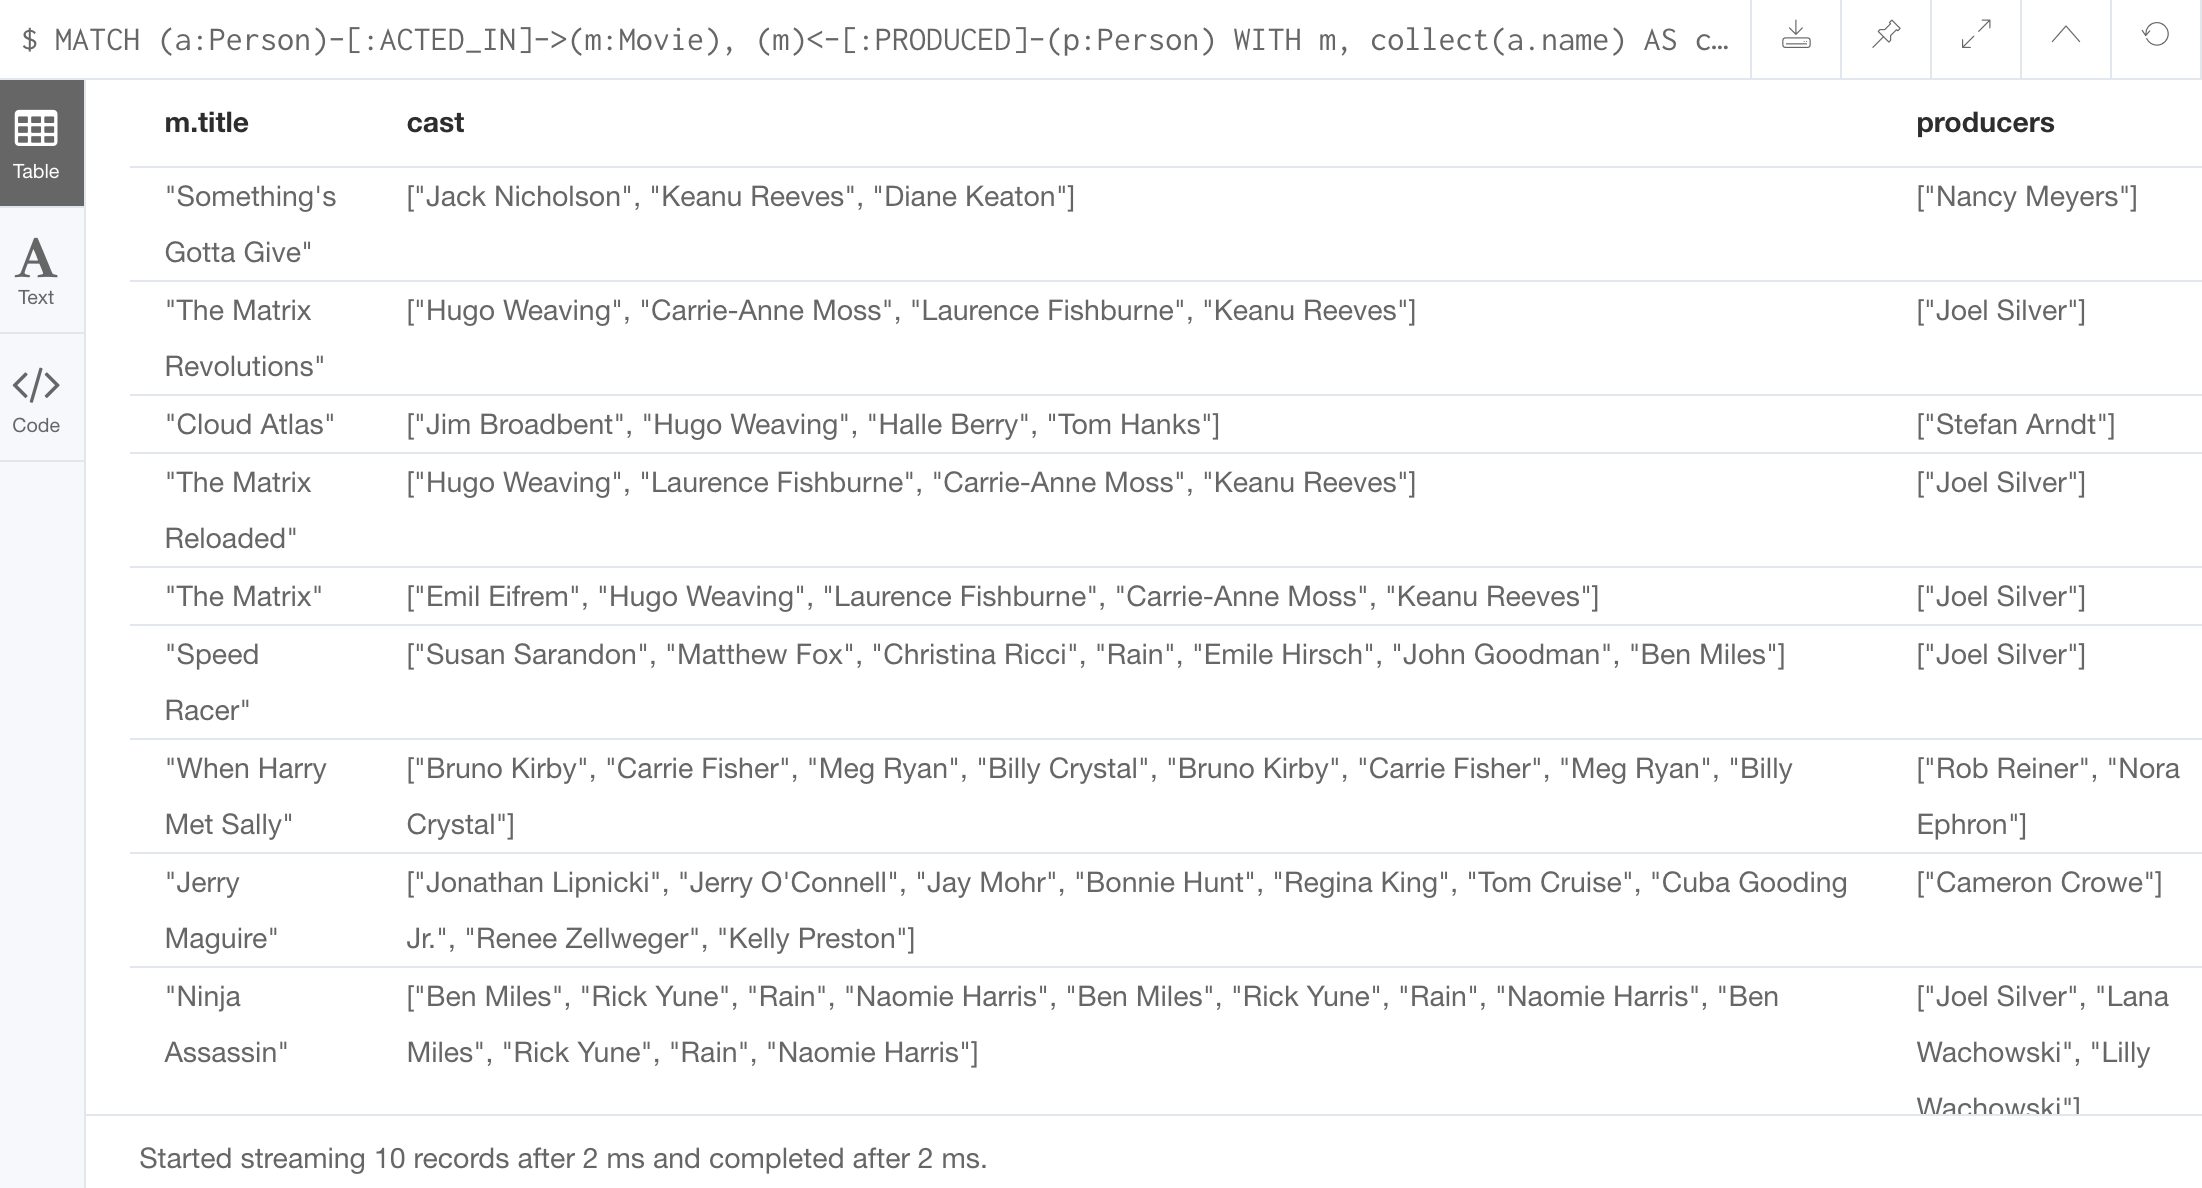 $ MATCH (a:Person)-[:ACTED_IN]->(m:Movie), (m)<-[:PRODUCED]-(p:Person) WITH m, collect(a.name) AS c…
Table
Text
Code
m.title cast producers
"Something's ["Jack Nicholson", "Keanu Reeves", "Diane Keaton"] ["Nancy Meyers"]
Gotta Give"
"The Matrix ["Hugo Weaving", "Carrie-Anne Moss", "Laurence Fishburne", "Keanu Reeves"] ["Joel Silver"]
Revolutions"
"Cloud Atlas" ["Jim Broadbent", "Hugo Weaving", "Halle Berry", "Tom Hanks"] ["Stefan Arndt"]
"The Matrix ["Hugo Weaving", "Laurence Fishburne", "Carrie-Anne Moss", "Keanu Reeves"] ["Joel Silver"]
Reloaded"
"The Matrix" ["Emil Eifrem", "Hugo Weaving", "Laurence Fishburne", "Carrie-Anne Moss", "Keanu Reeves"] ["Joel Silver"]
"Speed ["Susan Sarandon", "Matthew Fox", "Christina Ricci", "Rain", "Emile Hirsch", "John Goodman", "Ben Miles"] ["Joel Silver"]
Racer"
"When Harry ["Bruno Kirby", "Carrie Fisher", "Meg Ryan", "Billy Crystal", "Bruno Kirby", "Carrie Fisher", "Meg Ryan", "Billy ["Rob Reiner", "Nora
Met Sally" Crystal"] Ephron"]
"Jerry ["Jonathan Lipnicki", "Jerry O'Connell", "Jay Mohr", "Bonnie Hunt", "Regina King", "Tom Cruise", "Cuba Gooding ["Cameron Crowe"]
Maguire" Jr.", "Renee Zellweger", "Kelly Preston"]
"Ninja ["Ben Miles", "Rick Yune", "Rain", "Naomie Harris", "Ben Miles", "Rick Yune", "Rain", "Naomie Harris", "Ben ["Joel Silver", "Lana
Assassin" Miles", "Rick Yune", "Rain", "Naomie Harris"] Wachowski", "Lilly
Wachowski"]
Started streaming 10 records after 2 ms and completed after 2 ms.